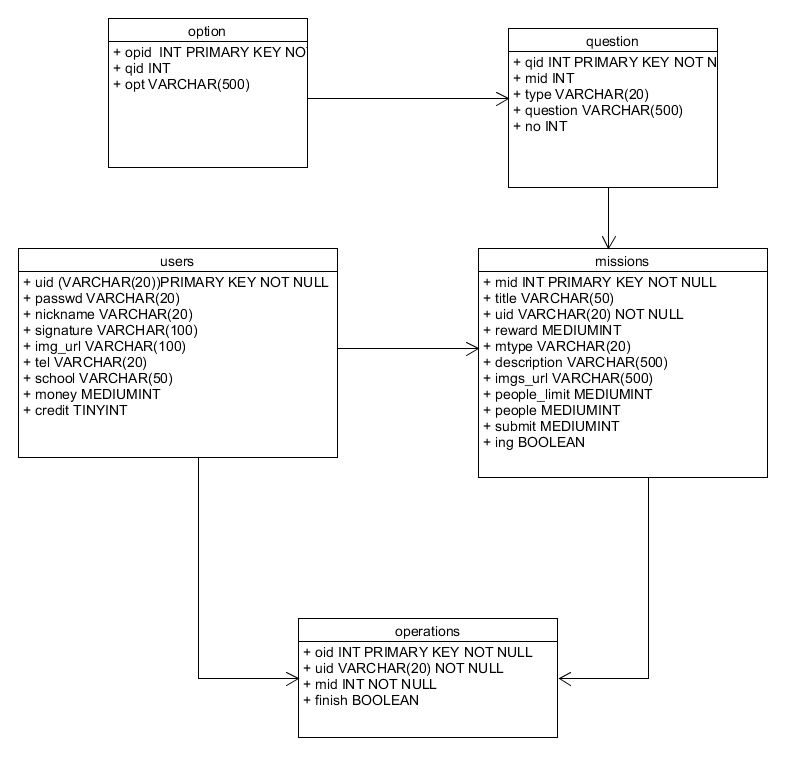 option
+ opid  INT PRIMARY KEY NO
+ qid INT
+ opt VARCHAR(500)
question
+ qid INT PRIMARY KEY NOT N
+ mid INT
+ type VARCHAR(20)
+ question VARCHAR(500)
+ no INT
users
+ uid (VARCHAR(20))PRIMARY KEY NOT NULL
+ passwd VARCHAR(20)
+ nickname VARCHAR(20)
+ signature VARCHAR(100)
+ img_url VARCHAR(100)
+ tel VARCHAR(20)
+ school VARCHAR(50)
+ money MEDIUMINT
+ credit TINYINT
missions
+ mid INT PRIMARY KEY NOT NULL
+ title VARCHAR(50)
+ uid VARCHAR(20) NOT NULL
+ reward MEDIUMINT
+ mtype VARCHAR(20)
+ description VARCHAR(500)
+ imgs_url VARCHAR(500)
+ people_limit MEDIUMINT
+ people MEDIUMINT
+ submit MEDIUMINT
+ ing BOOLEAN
operations
+ oid INT PRIMARY KEY NOT NULL
+ uid VARCHAR(20) NOT NULL
+ mid INT NOT NULL
+ finish BOOLEAN